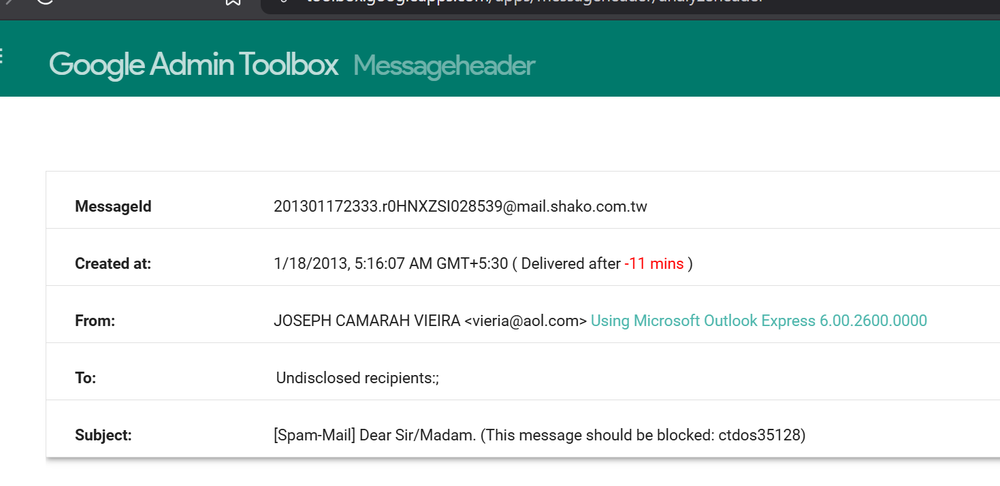 toolbox.googleapps.com/apps/messageheader/analyzeheader
Google Admin Toolbox Messageheader
MessageId 201301172333.r0HNXZSI028539@mail.shako.com.tw
Created at: 1/18/2013, 5:16:07 AM GMT+5:30 ( Delivered after -11 mins )
From: JOSEPH CAMARAH VIEIRA <vieria@aol.com> Using Microsoft Outlook Express 6.00.2600.0000
To: Undisclosed recipients:;
Subject: [Spam-Mail] Dear Sir/Madam. (This message should be blocked: ctdos35128)